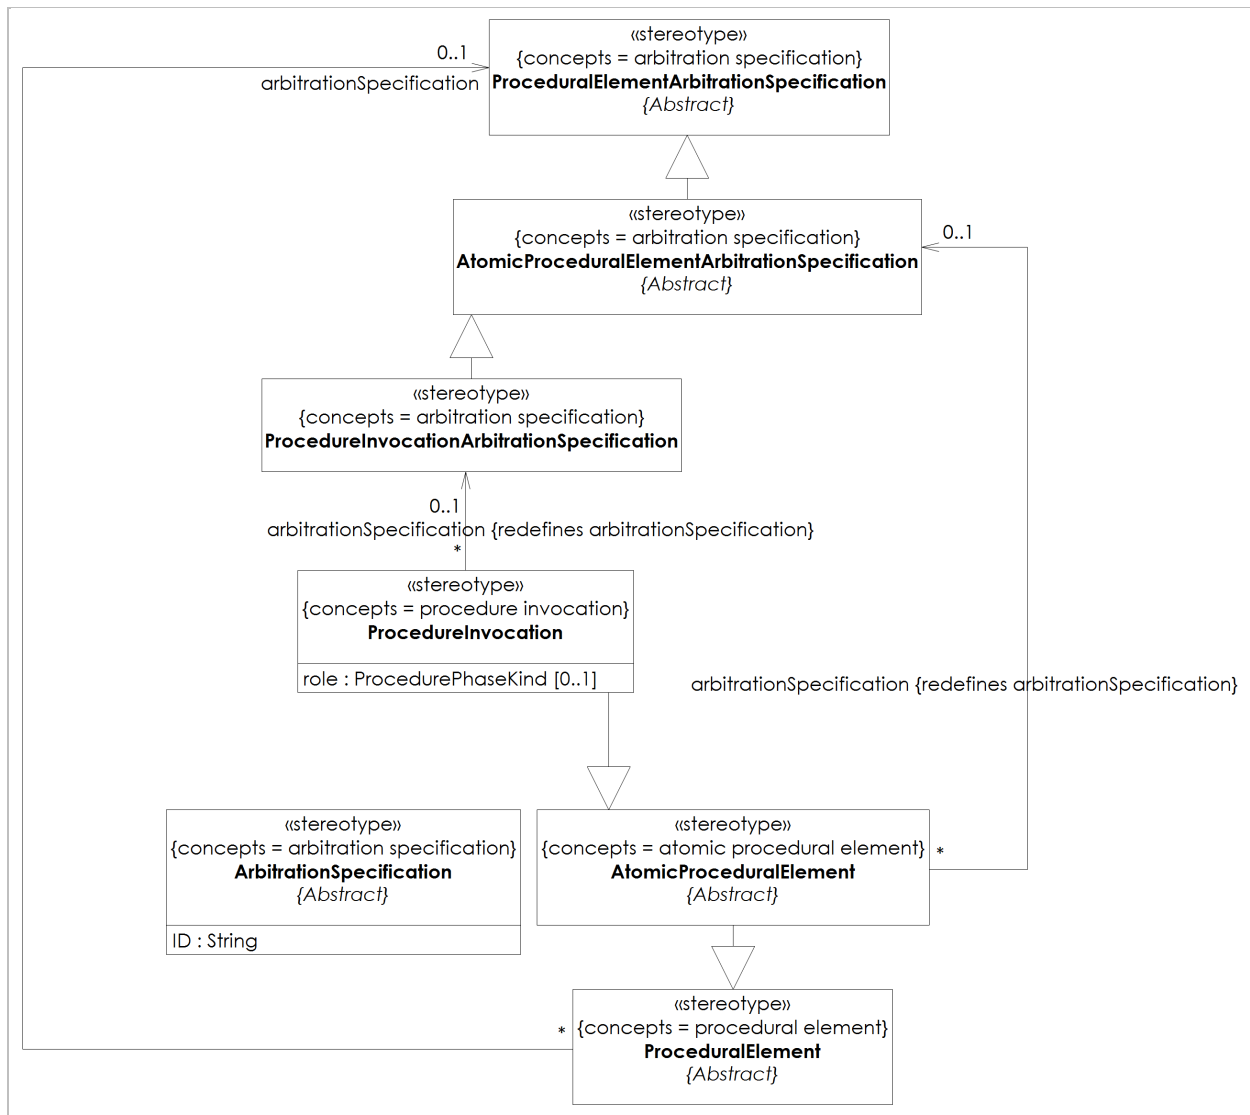 «stereotype»
{concepts = arbitration specification}
ProceduralElementArbitrationSpecification
{Abstract}
0..1
arbitrationSpecification
«stereotype»
{concepts = arbitration specification}
AtomicProceduralElementArbitrationSpecification
{Abstract}
0..1
«stereotype»
{concepts = arbitration specification}
ProcedureInvocationArbitrationSpecification
0..1
arbitrationSpecification {redefines arbitrationSpecification}
*
«stereotype»
{concepts = procedure invocation}
ProcedureInvocation
role : ProcedurePhaseKind [0..1]
arbitrationSpecification {redefines arbitrationSpecification}
«stereotype»
{concepts = arbitration specification}
ArbitrationSpecification
{Abstract}
ID : String
«stereotype»
{concepts = atomic procedural element}
AtomicProceduralElement
{Abstract}
*
«stereotype»
{concepts = procedural element}
ProceduralElement
{Abstract}
*